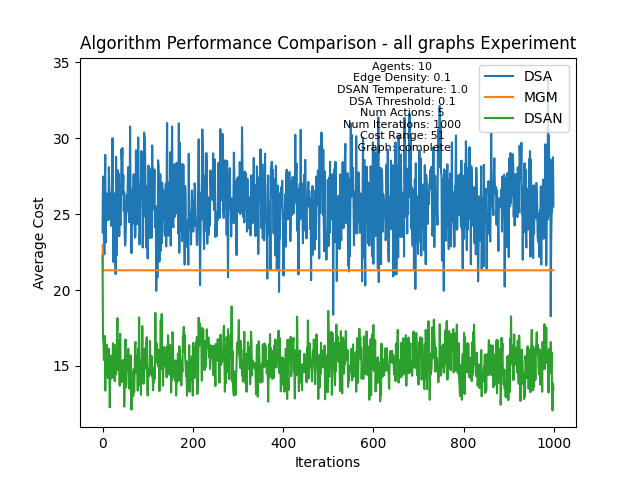 Algorithm Performance Comparison - all graphs Experiment
Agents: 10
Edge Density: 0.1
DSAN Temperature: 1.0
DSA Threshold: 0.1
Num Actions: 5
Num Iterations: 1000
Cost Range: 51
Graph: complete
DSA
MGM
DSAN
35
30
25
20
15
Average Cost
0
200
400
600
800
1000
Iterations